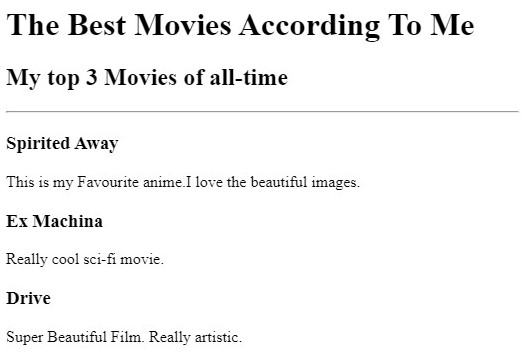 The Best Movies According To Me
My top 3 Movies of all-time
Spirited Away
This is my Favourite anime.I love the beautiful images.
Ex Machina
Really cool sci-fi movie.
Drive
Super Beautiful Film. Really artistic.